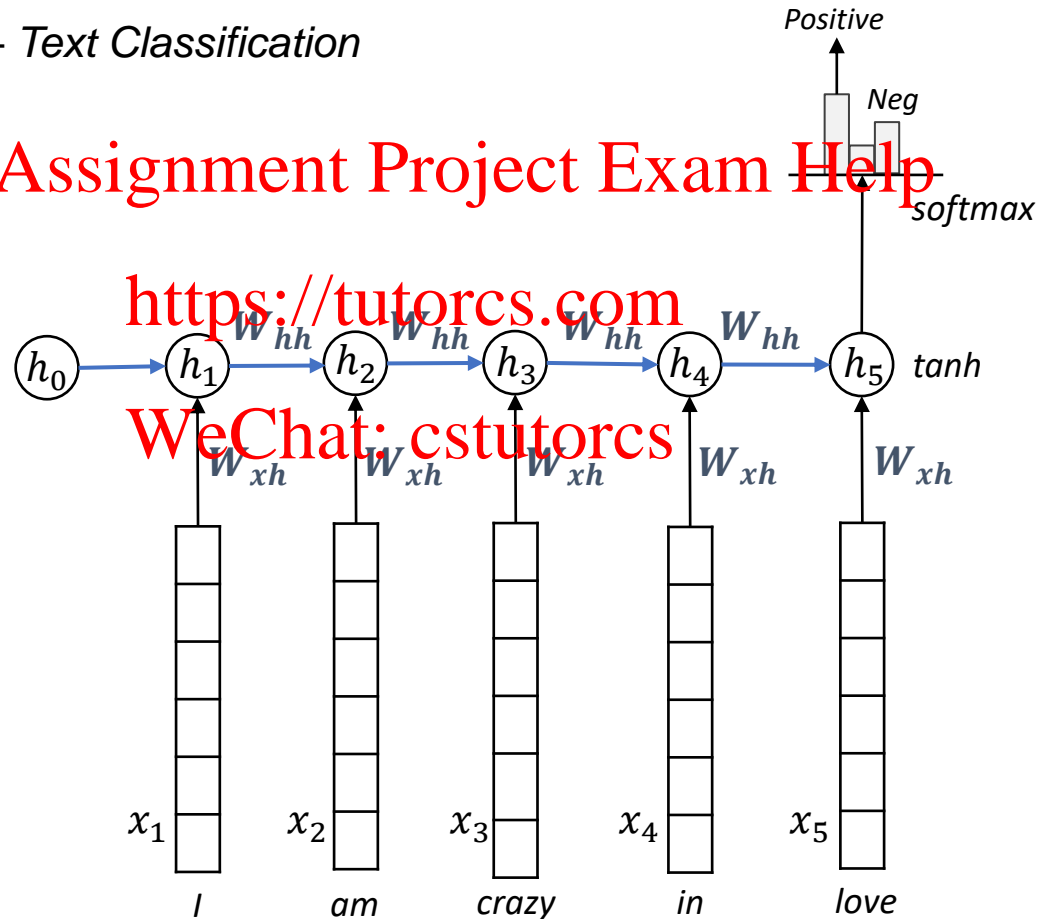 - Text Classification
Positive
Neg
Assignment Project Exam Help
softmax
https://tutorcs.com
W_hh W_hh W_hh W_hh
h_0 h_1 h_2 h_3 h_4 h_5 tanh
WeChat: cstutorcs
W_xh W_xh W_xh W_xh W_xh
x_1 x_2 x_3 x_4 x_5
I am crazy in love